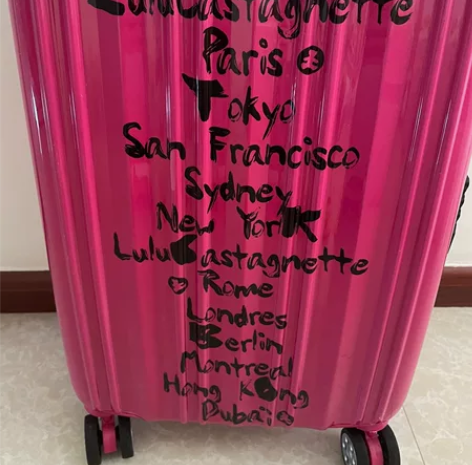 LuluCastagnette
Paris
Tokyo
San Francisco
Sydney
New York
LuluCastagnette
Rome
Londres
Berlin
Montreal
Hong Kong
Dubaï